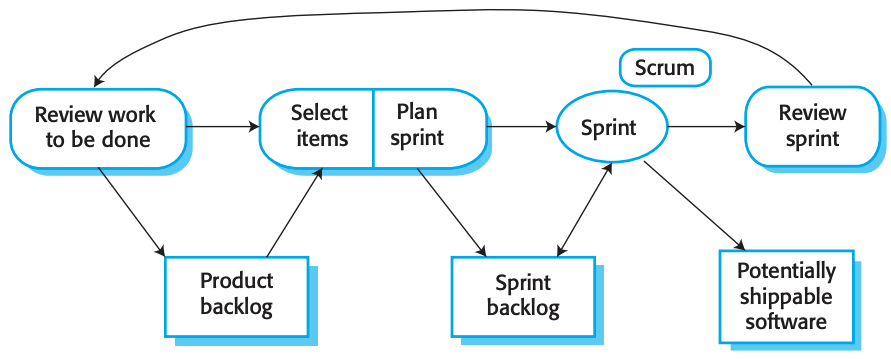 Scrum
Review work
to be done
Select
items
Plan
sprint
Sprint
Review
sprint
Product
backlog
Sprint
backlog
Potentially
shippable
software